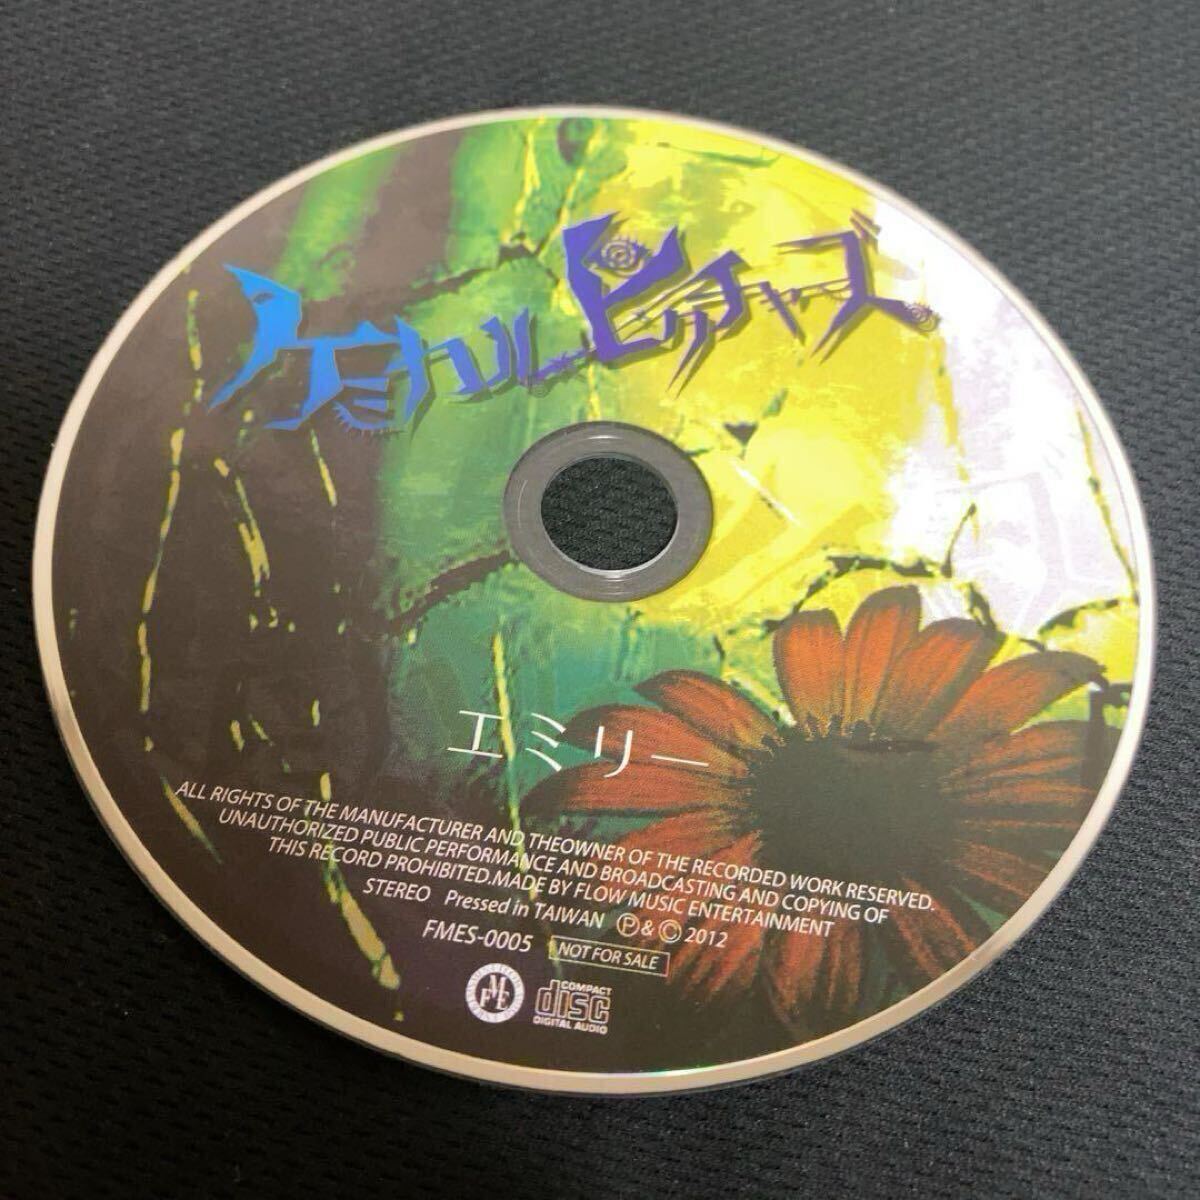 ケミカルピクチャーズ
エミリー
ALL RIGHTS OF THE MANUFACTURER AND THEOWNER OF THE RECORDED WORK RESERVED.
UNAUTHORIZED PUBLIC PERFORMANCE AND BROADCASTING AND COPYING OF
THIS RECORD PROHIBITED.MADE BY FLOW MUSIC ENTERTAINMENT
STEREO Pressed in TAIWAN Ⓟ&© 2012
FMES-0005 NOT FOR SALE
FME
COMPACT
disc
DIGITAL AUDIO